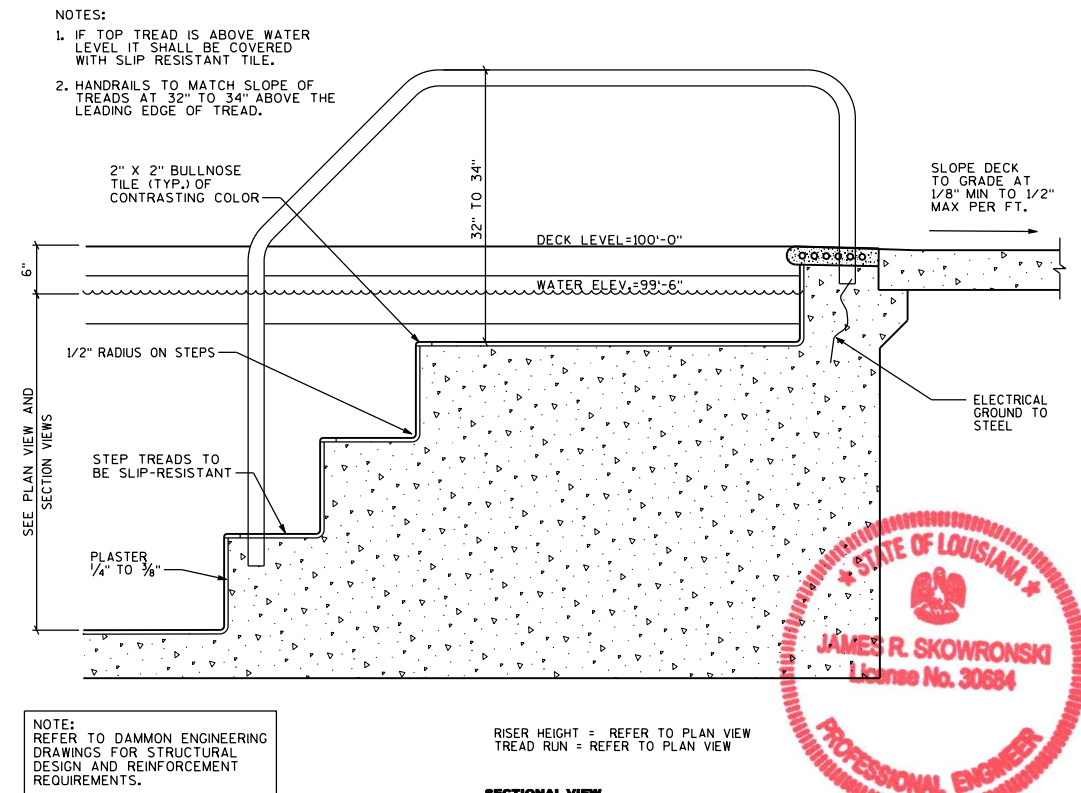 NOTES:
1. IF TOP TREAD IS ABOVE WATER
LEVEL IT SHALL BE COVERED
WITH SLIP RESISTANT TILE.
2. HANDRAILS TO MATCH SLOPE OF
TREADS AT 32" TO 34" ABOVE THE
LEADING EDGE OF TREAD.
2" X 2" BULLNOSE
TILE (TYP.) OF
CONTRASTING COLOR
32" TO 34"
SLOPE DECK
TO GRADE AT
1/8" MIN TO 1/2"
MAX PER FT.
6"
DECK LEVEL=100'-0"
WATER ELEV.=99'-6"
1/2" RADIUS ON STEPS
ELECTRICAL
GROUND TO
STEEL
SEE PLAN VIEW AND
SECTION VIEWS
STEP TREADS TO
BE SLIP-RESISTANT
PLASTER
1/4" TO 3/8"
STATE OF LOUISIANA
JAMES R. SKOWRONSKI
License No. 30684
PROFESSIONAL ENGINEER
NOTE:
REFER TO DAMMON ENGINEERING
DRAWINGS FOR STRUCTURAL
DESIGN AND REINFORCEMENT
REQUIREMENTS.
RISER HEIGHT = REFER TO PLAN VIEW
TREAD RUN = REFER TO PLAN VIEW
SECTIONAL VIEW